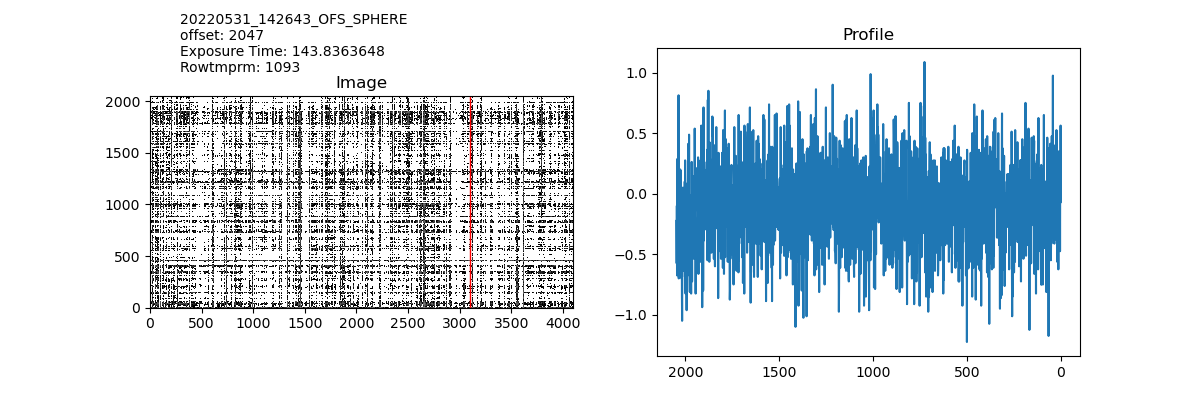 20220531_142643_OFS_SPHERE
offset: 2047
Exposure Time: 143.8363648
Rowtmprm: 1093
Image
2000
1500
1000
500
0
0 500 1000 1500 2000 2500 3000 3500 4000
Profile
1.0
0.5
0.0
−0.5
−1.0
2000 1500 1000 500 0